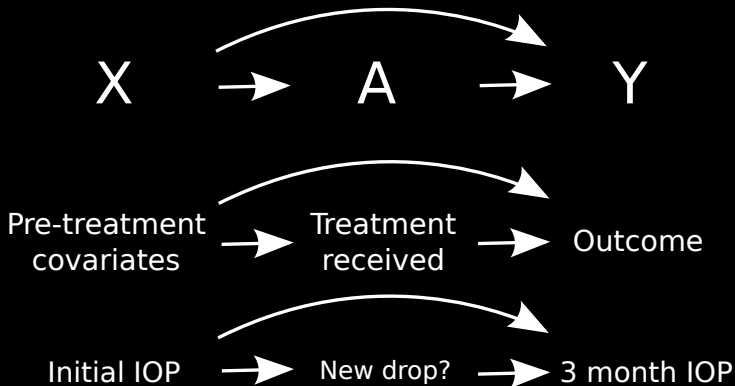 X A Y
Pre-treatment covariates
Treatment received
Outcome
Initial IOP New drop? 3 month IOP